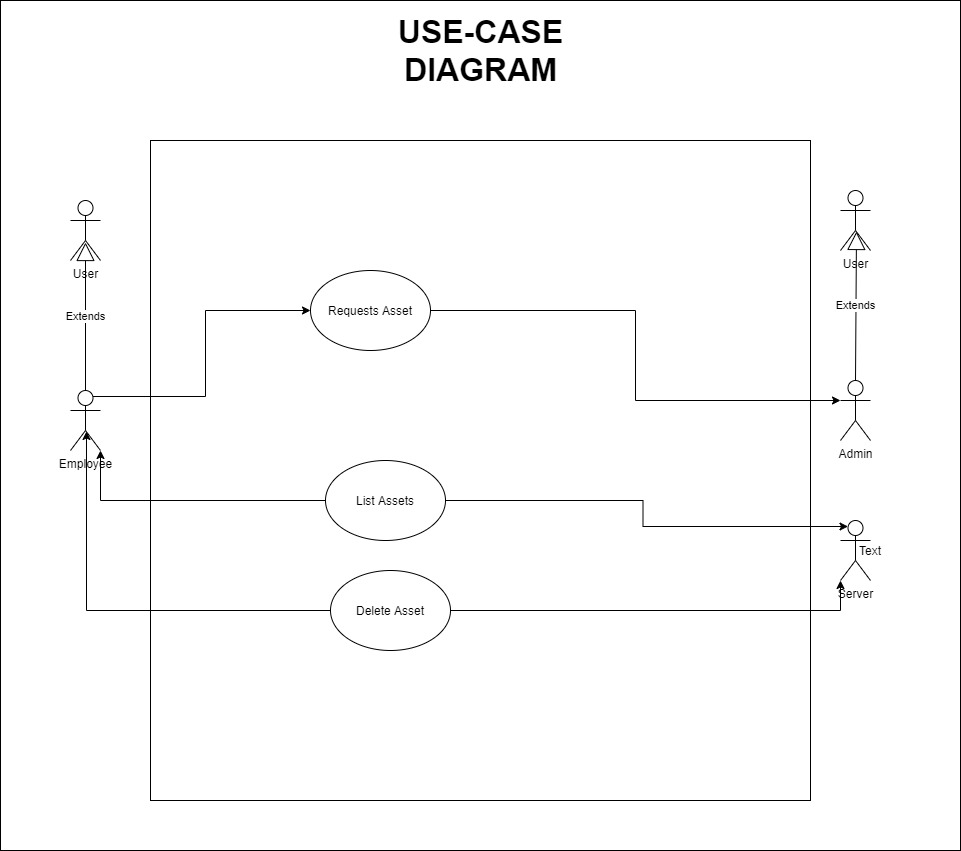 USE-CASE
DIAGRAM
User
User
Extends
Extends
Requests Asset
Employee
Admin
List Assets
Text
Server
Delete Asset